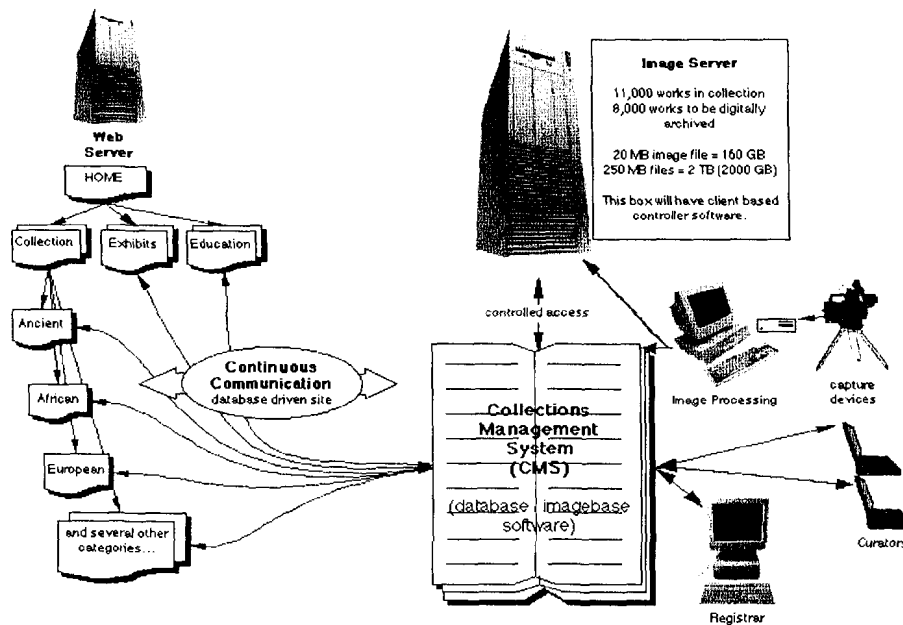 Web
Server
HOME
Collection
Exhibits
Education
Ancient
African
European
and several other
categories...
Continuous
Communication
database driven site
Image Server
11,000 works in collection
8,000 works to be digitally
archived
20 MB image file = 160 GB
250 MB files = 2 TB (2000 GB)
This box will have client based
controller software.
controlled access
Collections
Management
System
(CMS)
(database - imagebase
software)
Image Processing
capture
devices
Curators
Registrar